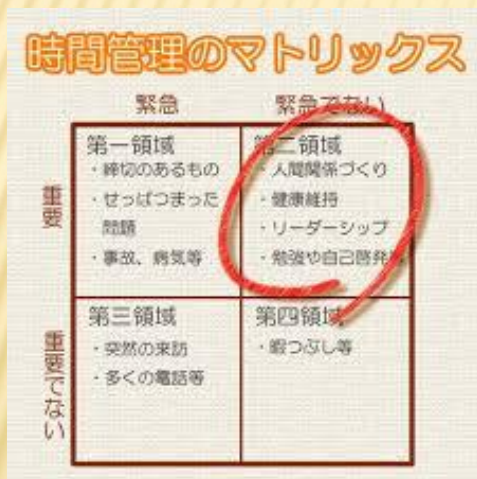 時間管理のマトリックス
緊急
緊急でない
重要
第一領域
・締切のあるもの
・せっぱつまった
問題
・事故、病気等
第二領域
・人間関係づくり
・健康維持
・リーダーシップ
・勉強や自己啓発
重要でない
第三領域
・突然の来訪
・多くの電話等
第四領域
・暇つぶし等